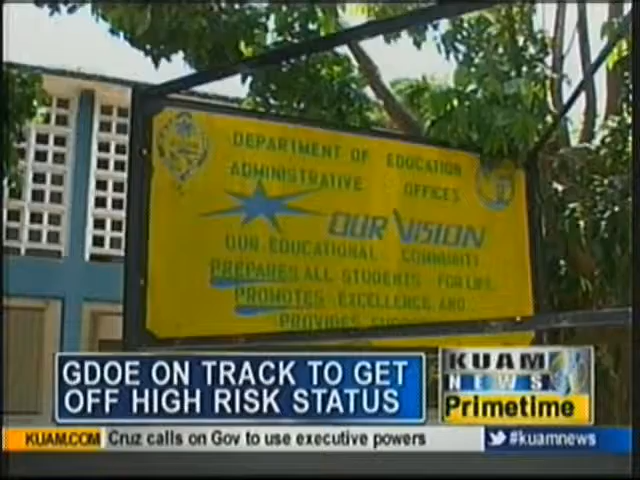 DEPARTMENT OF EDUCATION
ADMINISTRATIVE OFFICES
OUR VISION
OUR EDUCATIONAL COMMUNITY
PREPARES ALL STUDENTS FOR LIFE
PROMOTES EXCELLENCE, AND
PROVIDES
GDOE ON TRACK TO GET
OFF HIGH RISK STATUS
KUAM
NEWS
Primetime
KUAM.COM Cruz calls on Gov to use executive powers #kuamnews